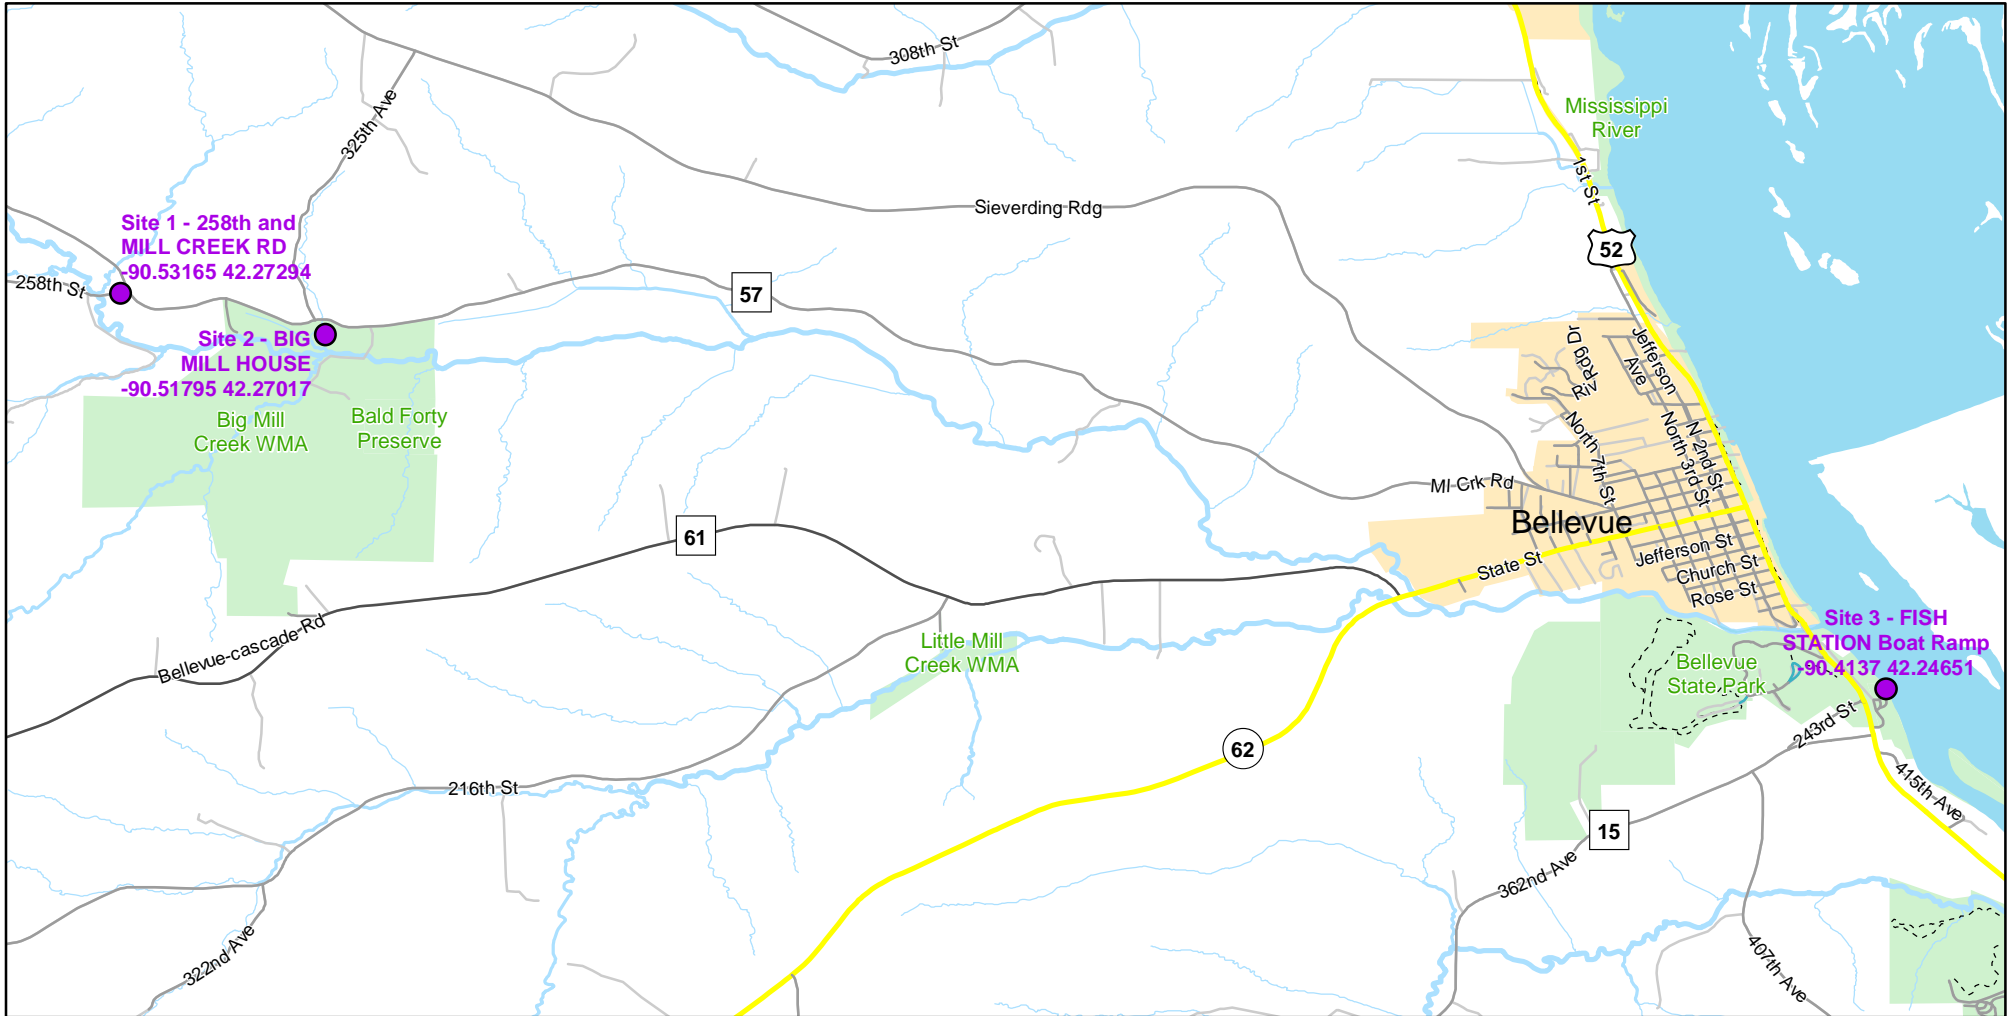 308th St
325th Ave
Mississippi
River
1st St
Sieverding Rdg
Site 1 - 258th and
MILL CREEK RD
-90.53165 42.27294
52
258th St
57
Site 2 - BIG
MILL HOUSE
-90.51795 42.27017
Riv Rdg Dr
Jefferson
Ave
Big Mill
Creek WMA
Bald Forty
Preserve
North 7th St
N 2nd St
North 3rd St
Ml Crk Rd
Bellevue
61
State St
Jefferson St
Church St
Rose St
Bellevue-cascade-Rd
Little Mill
Creek WMA
Site 3 - FISH
STATION Boat Ramp
-90.4137 42.24651
Bellevue
State Park
243rd St
62
216th St
415th Ave
15
362nd Ave
322nd Ave
407th Ave